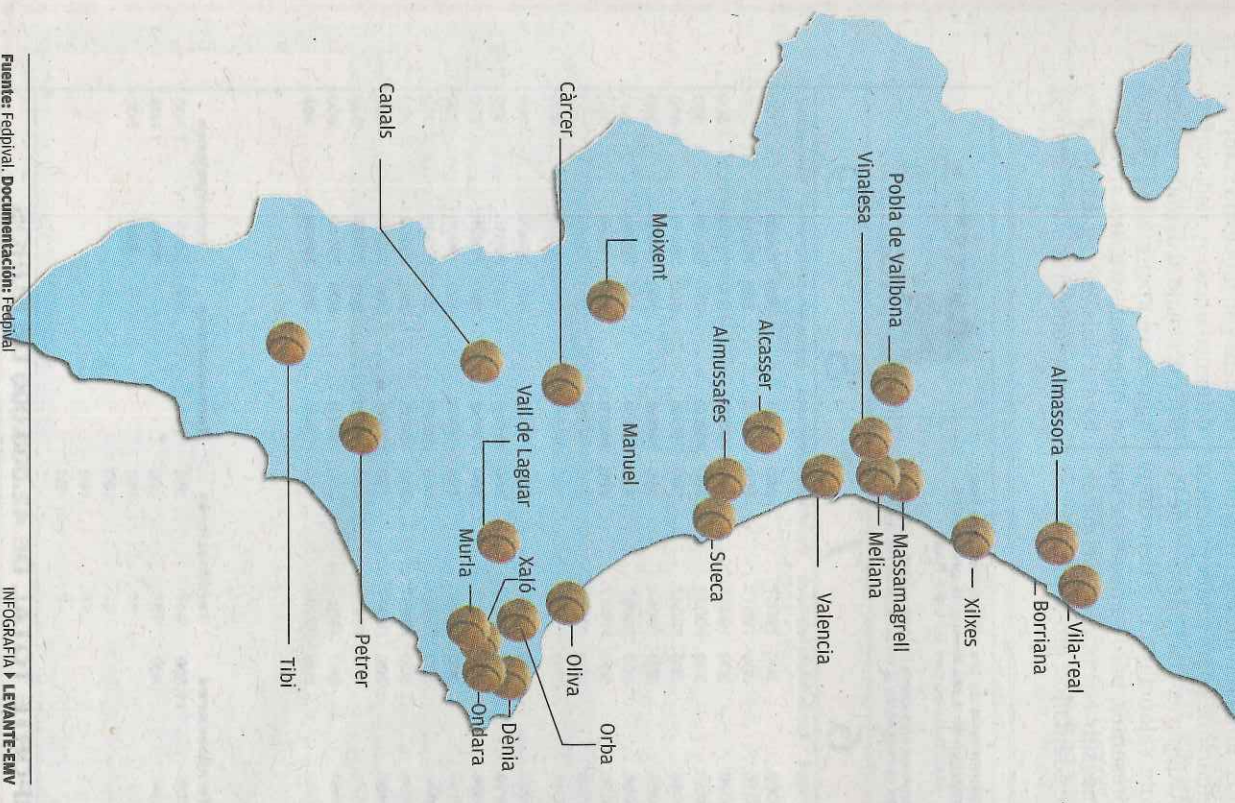 Vila-real
Almassora
Borriana
Xilxes
Pobla de Vallbona
Massamagrell
Meliana
Vinalesa
Valencia
Alcasser
Almussafes
Sueca
Moixent
Manuel
Orba
Càrcer
Oliva
Vall de Laguar
Xaló
Dènia
Ondara
Murla
Canals
Petrer
Tibi
Fuente: Fedpival. Documentación: Fedpival
INFOGRAFIA ▶ LEVANTE-EMV